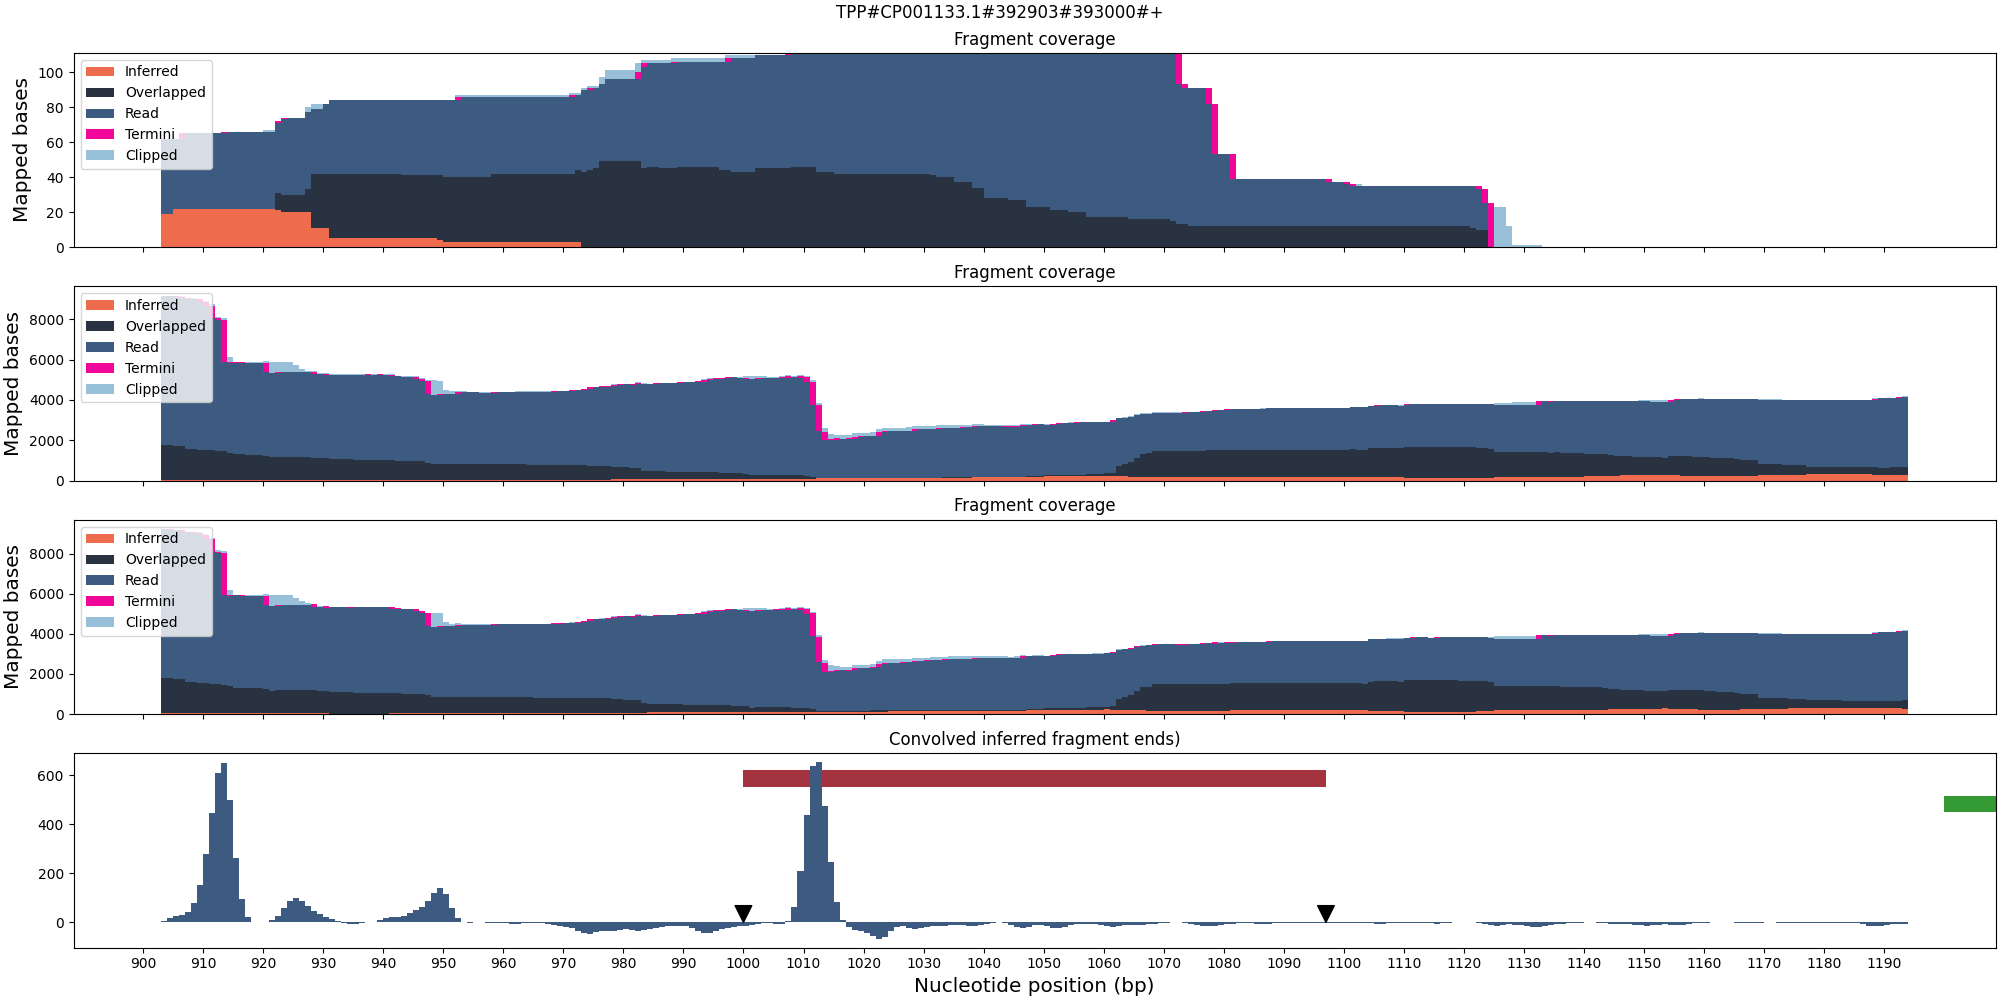 TPP#CP001133.1#392903#393000#+
Fragment coverage
Mapped bases
100
80
60
40
20
0
Inferred
Overlapped
Read
Termini
Clipped
Fragment coverage
Mapped bases
8000
6000
4000
2000
0
Inferred
Overlapped
Read
Termini
Clipped
Fragment coverage
Mapped bases
8000
6000
4000
2000
0
Inferred
Overlapped
Read
Termini
Clipped
Convolved inferred fragment ends)
600
400
200
0
900 910 920 930 940 950 960 970 980 990 1000 1010 1020 1030 1040 1050 1060 1070 1080 1090 1100 1110 1120 1130 1140 1150 1160 1170 1180 1190
Nucleotide position (bp)